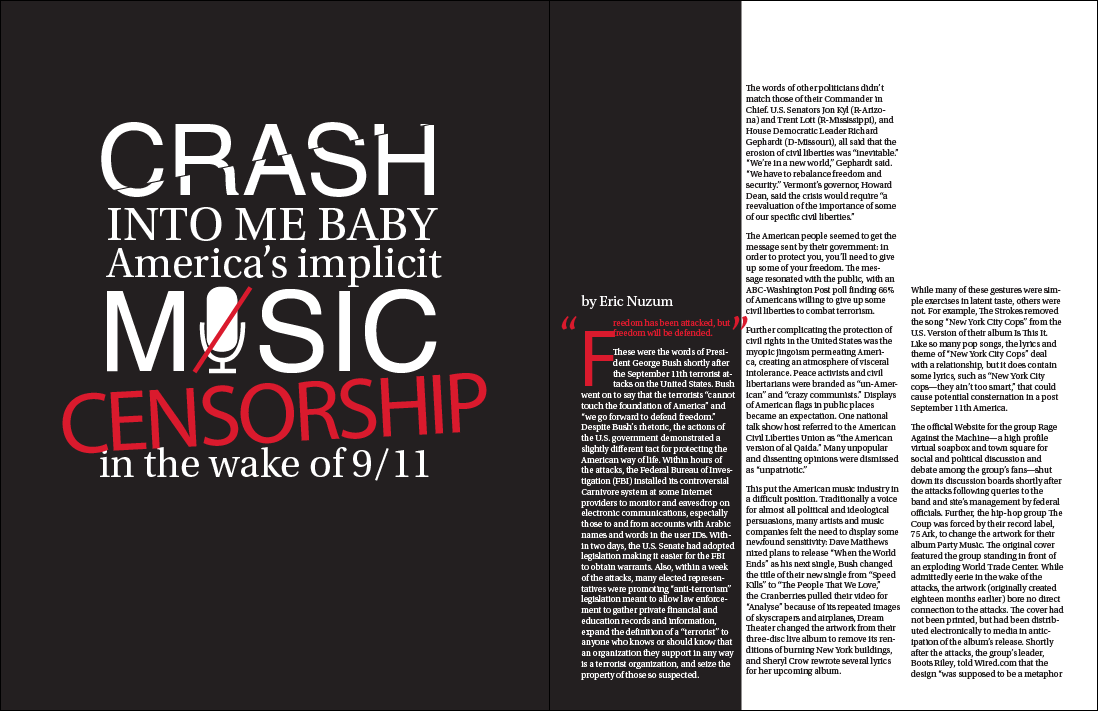 CRASH
INTO ME BABY
America's implicit
MUSIC
CENSORSHIP
in the wake of 9/11
by Eric Nuzum
“Freedom has been attacked, but
freedom will be defended.”
These were the words of Presi-
dent George Bush shortly after
the September 11th terrorist at-
tacks on the United States. Bush
went on to say that the terrorists “cannot
touch the foundation of America” and
“we go forward to defend freedom.”
Despite Bush's rhetoric, the actions of
the U.S. government demonstrated a
slightly different tact for protecting the
American way of life. Within hours of
the attacks, the Federal Bureau of Inves-
tigation (FBI) installed its controversial
Carnivore system at some Internet
providers to monitor and eavesdrop on
electronic communications, especially
those to and from accounts with Arabic
names and words in the user IDs. With-
in two days, the U.S. Senate had adopted
legislation making it easier for the FBI
to obtain warrants. Also, within a week
of the attacks, many elected represen-
tatives were promoting “anti-terrorism”
legislation meant to allow law enforce-
ment to gather private financial and
education records and information,
expand the definition of a “terrorist” to
anyone who knows or should know that
an organization they support in any way
is a terrorist organization, and seize the
property of those so suspected.
The words of other politicians didn't
match those of their Commander in
Chief. U.S. Senators Jon Kyl (R-Arizo-
na) and Trent Lott (R-Mississippi), and
House Democratic Leader Richard
Gephardt (D-Missouri), all said that the
erosion of civil liberties was “inevitable.”
“We're in a new world,” Gephardt said.
“We have to rebalance freedom and
security.” Vermont's governor, Howard
Dean, said the crisis would require “a
reevaluation of the importance of some
of our specific civil liberties.”
The American people seemed to get the
message sent by their government: in
order to protect you, you'll need to give
up some of your freedom. The mes-
sage resonated with the public, with an
ABC-Washington Post poll finding 66%
of Americans willing to give up some
civil liberties to combat terrorism.
Further complicating the protection of
civil rights in the United States was the
myopic jingoism permeating Ameri-
ca, creating an atmosphere of visceral
intolerance. Peace activists and civil
libertarians were branded as “un-Amer-
ican” and “crazy communists.” Displays
of American flags in public places
became an expectation. One national
talk show host referred to the American
Civil Liberties Union as “the American
version of al Qaida.” Many unpopular
and dissenting opinions were dismissed
as “unpatriotic.”
This put the American music industry in
a difficult position. Traditionally a voice
for almost all political and ideological
persuasions, many artists and music
companies felt the need to display some
newfound sensitivity: Dave Matthews
nixed plans to release “When the World
Ends” as his next single, Bush changed
the title of their new single from “Speed
Kills” to “The People That We Love,”
the Cranberries pulled their video for
“Analyse” because of its repeated images
of skyscrapers and airplanes, Dream
Theater changed the artwork from their
three-disc live album to remove its ren-
ditions of burning New York buildings,
and Sheryl Crow rewrote several lyrics
for her upcoming album.
While many of these gestures were sim-
ple exercises in latent taste, others were
not. For example, The Strokes removed
the song “New York City Cops” from the
U.S. Version of their album Is This It.
Like so many pop songs, the lyrics and
theme of “New York City Cops” deal
with a relationship, but it does contain
some lyrics, such as “New York City
cops—they ain't too smart,” that could
cause potential consternation in a post
September 11th America.
The official Website for the group Rage
Against the Machine—a high profile
virtual soapbox and town square for
social and political discussion and
debate among the group's fans—shut
down its discussion boards shortly after
the attacks following queries to the
band and site's management by federal
officials. Further, the hip-hop group The
Coup was forced by their record label,
75 Ark, to change the artwork for their
album Party Music. The original cover
featured the group standing in front of
an exploding World Trade Center. While
admittedly eerie in the wake of the
attacks, the artwork (originally created
eighteen months earlier) bore no direct
connection to the attacks. The cover had
not been printed, but had been distrib-
uted electronically to media in antic-
ipation of the album's release. Shortly
after the attacks, the group's leader,
Boots Riley, told Wired.com that the
design “was supposed to be a metaphor